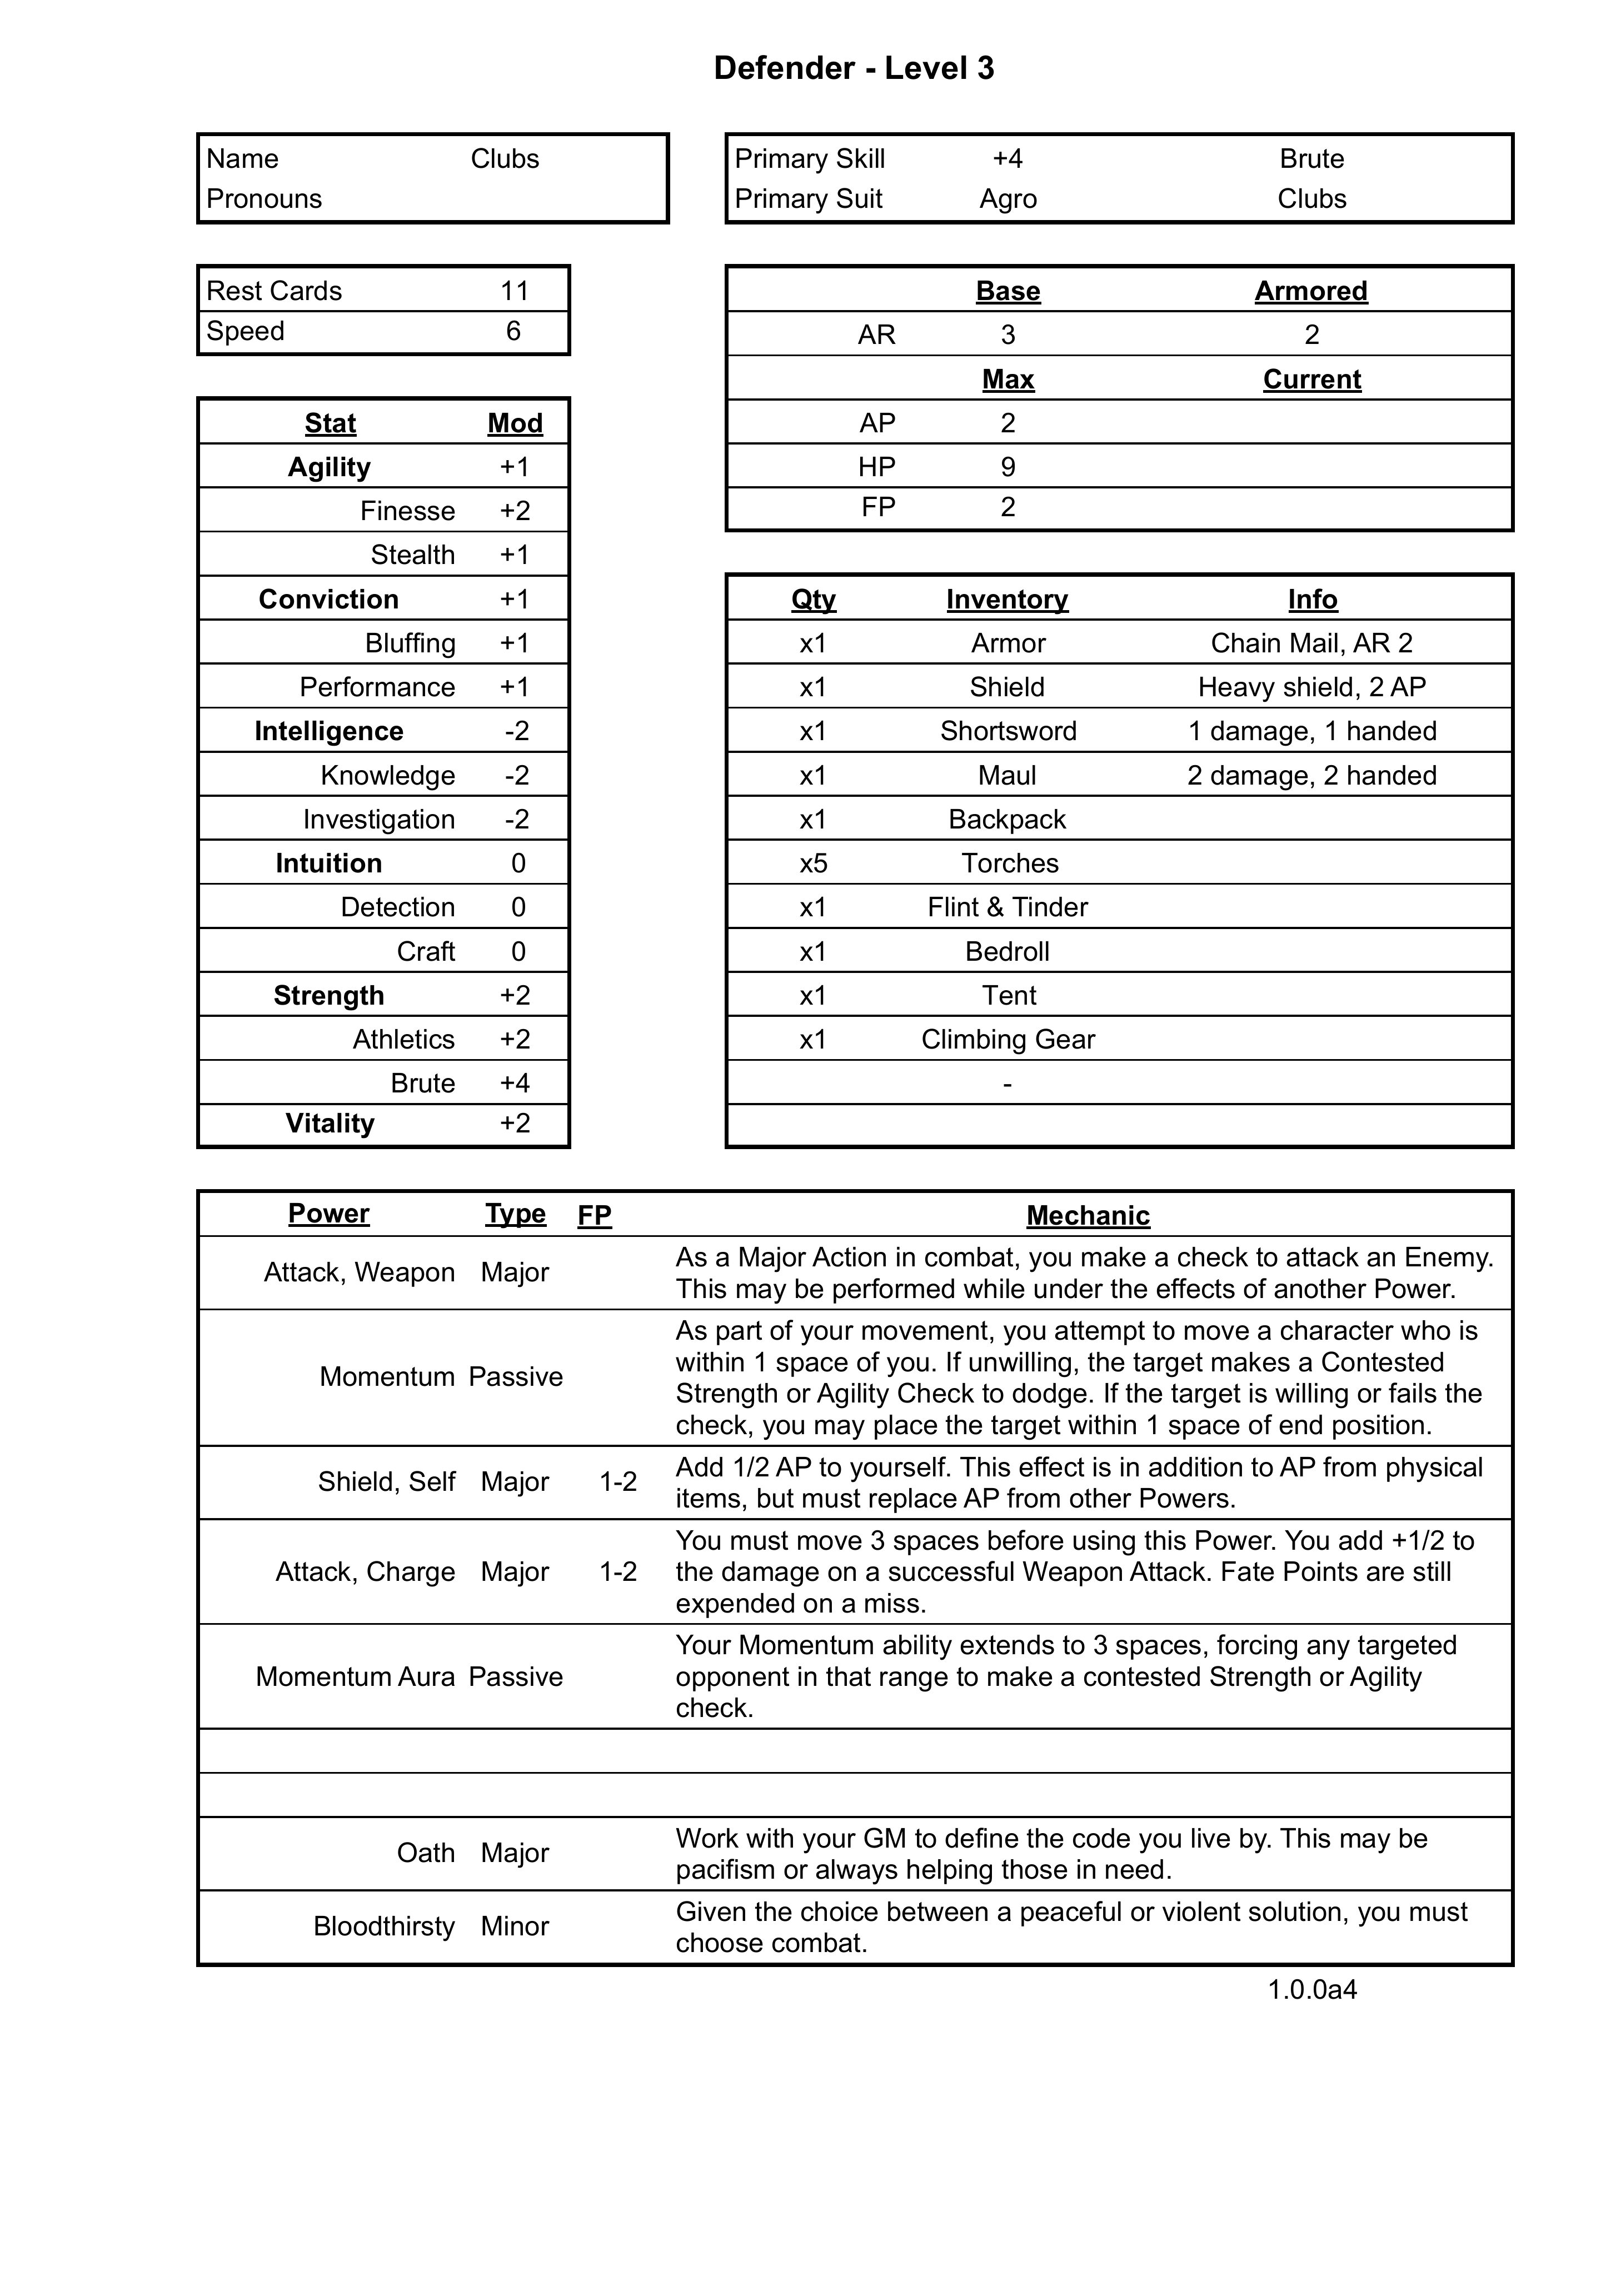 Defender - Level 3
Name Clubs
Pronouns
Primary Skill +4 Brute
Primary Suit Agro Clubs
Rest Cards 11
Speed 6
Base Armored
AR 3 2
Max Current
AP 2
HP 9
FP 2
Stat Mod
Agility +1
Finesse +2
Stealth +1
Conviction +1
Bluffing +1
Performance +1
Intelligence -2
Knowledge -2
Investigation -2
Intuition 0
Detection 0
Craft 0
Strength +2
Athletics +2
Brute +4
Vitality +2
Qty Inventory Info
x1 Armor Chain Mail, AR 2
x1 Shield Heavy shield, 2 AP
x1 Shortsword 1 damage, 1 handed
x1 Maul 2 damage, 2 handed
x1 Backpack
x5 Torches
x1 Flint & Tinder
x1 Bedroll
x1 Tent
x1 Climbing Gear
-
Power Type FP Mechanic
Attack, Weapon Major As a Major Action in combat, you make a check to attack an Enemy.
This may be performed while under the effects of another Power.
Momentum Passive As part of your movement, you attempt to move a character who is
within 1 space of you. If unwilling, the target makes a Contested
Strength or Agility Check to dodge. If the target is willing or fails the
check, you may place the target within 1 space of end position.
Shield, Self Major 1-2 Add 1/2 AP to yourself. This effect is in addition to AP from physical
items, but must replace AP from other Powers.
Attack, Charge Major 1-2 You must move 3 spaces before using this Power. You add +1/2 to
the damage on a successful Weapon Attack. Fate Points are still
expended on a miss.
Momentum Aura Passive Your Momentum ability extends to 3 spaces, forcing any targeted
opponent in that range to make a contested Strength or Agility
check.
Oath Major Work with your GM to define the code you live by. This may be
pacifism or always helping those in need.
Bloodthirsty Minor Given the choice between a peaceful or violent solution, you must
choose combat.
1.0.0a4